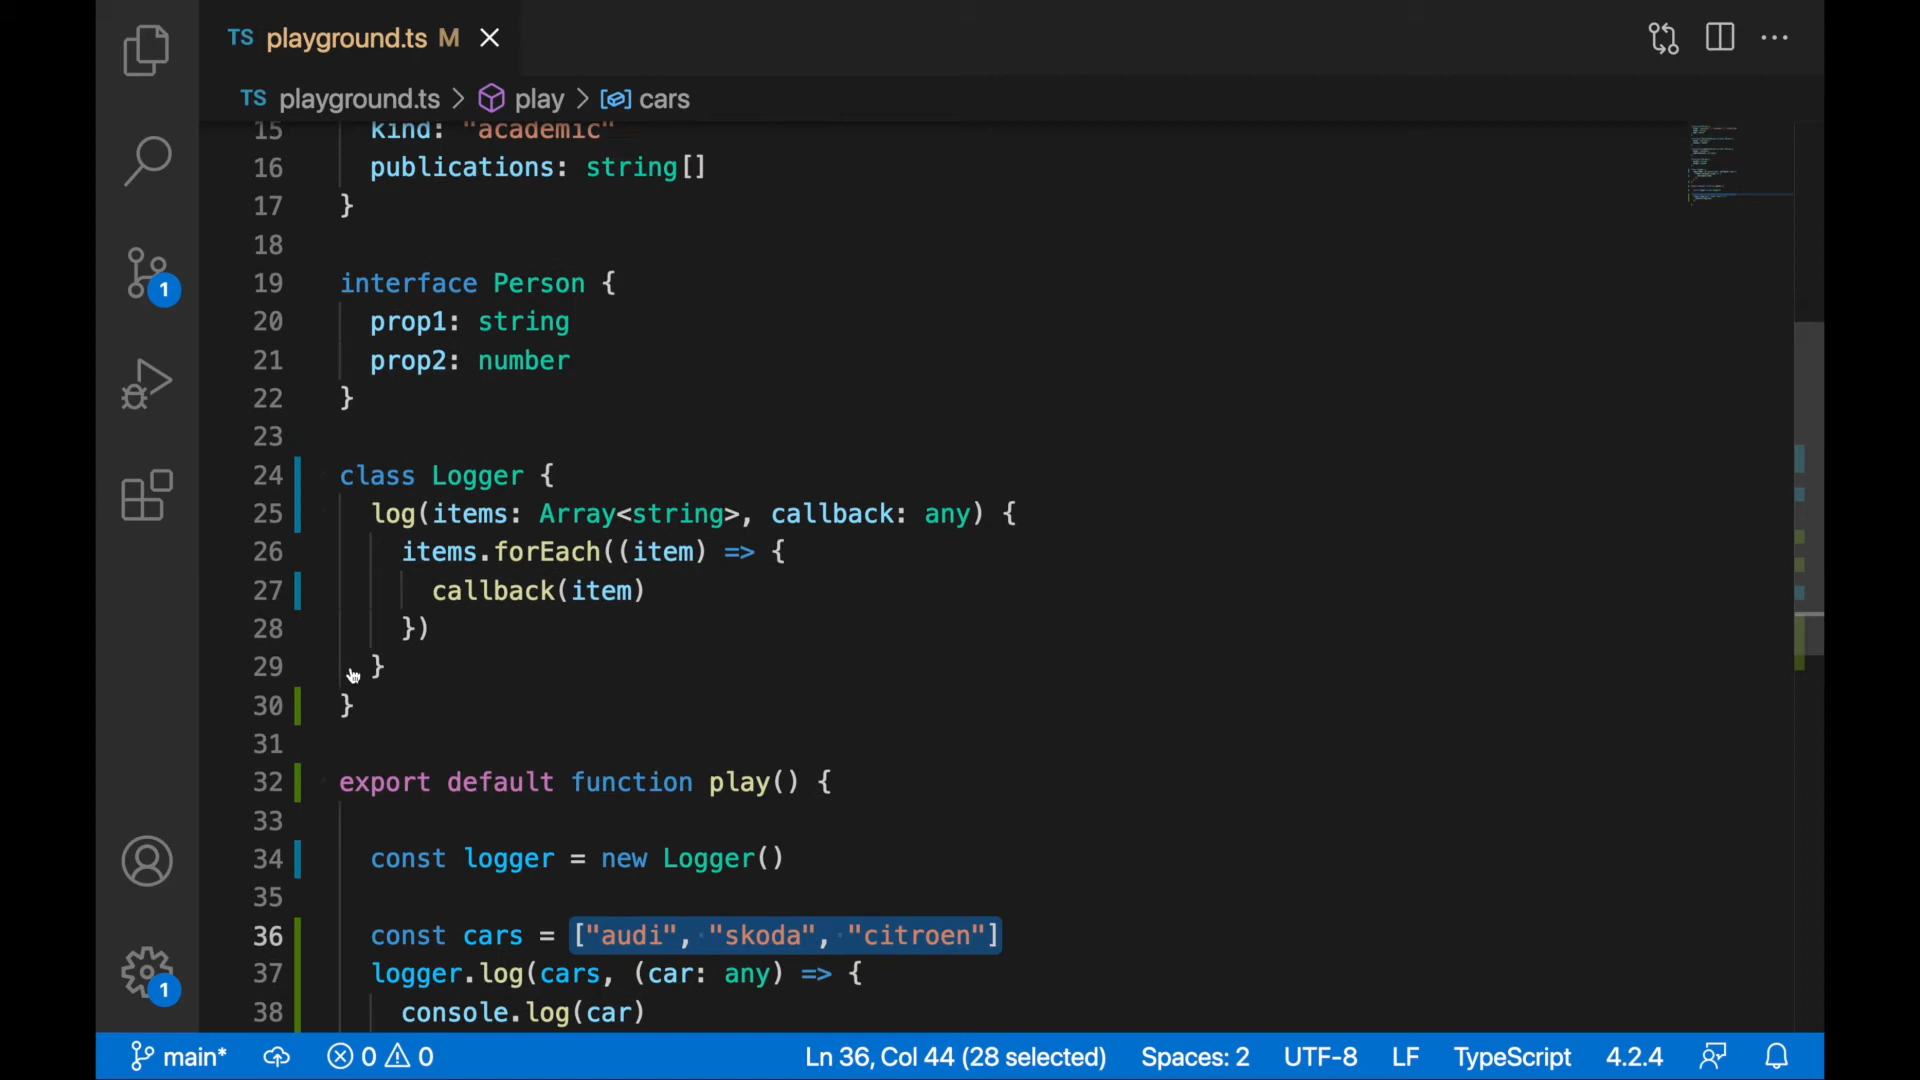 TS playground.ts M
TS playground.ts > play > cars
15 kind: "academic"
16 publications: string[]
17 }
18
19 interface Person {
20 prop1: string
21 prop2: number
22 }
23
24 class Logger {
25 log(items: Array<string>, callback: any) {
26 items.forEach((item) => {
27 callback(item)
28 })
29 }
30 }
31
32 export default function play() {
33
34 const logger = new Logger()
35
36 const cars = ["audi", "skoda", "citroen"]
37 logger.log(cars, (car: any) => {
38 console.log(car)
1
1
main* 0 0 Ln 36, Col 44 (28 selected) Spaces: 2 UTF-8 LF TypeScript 4.2.4